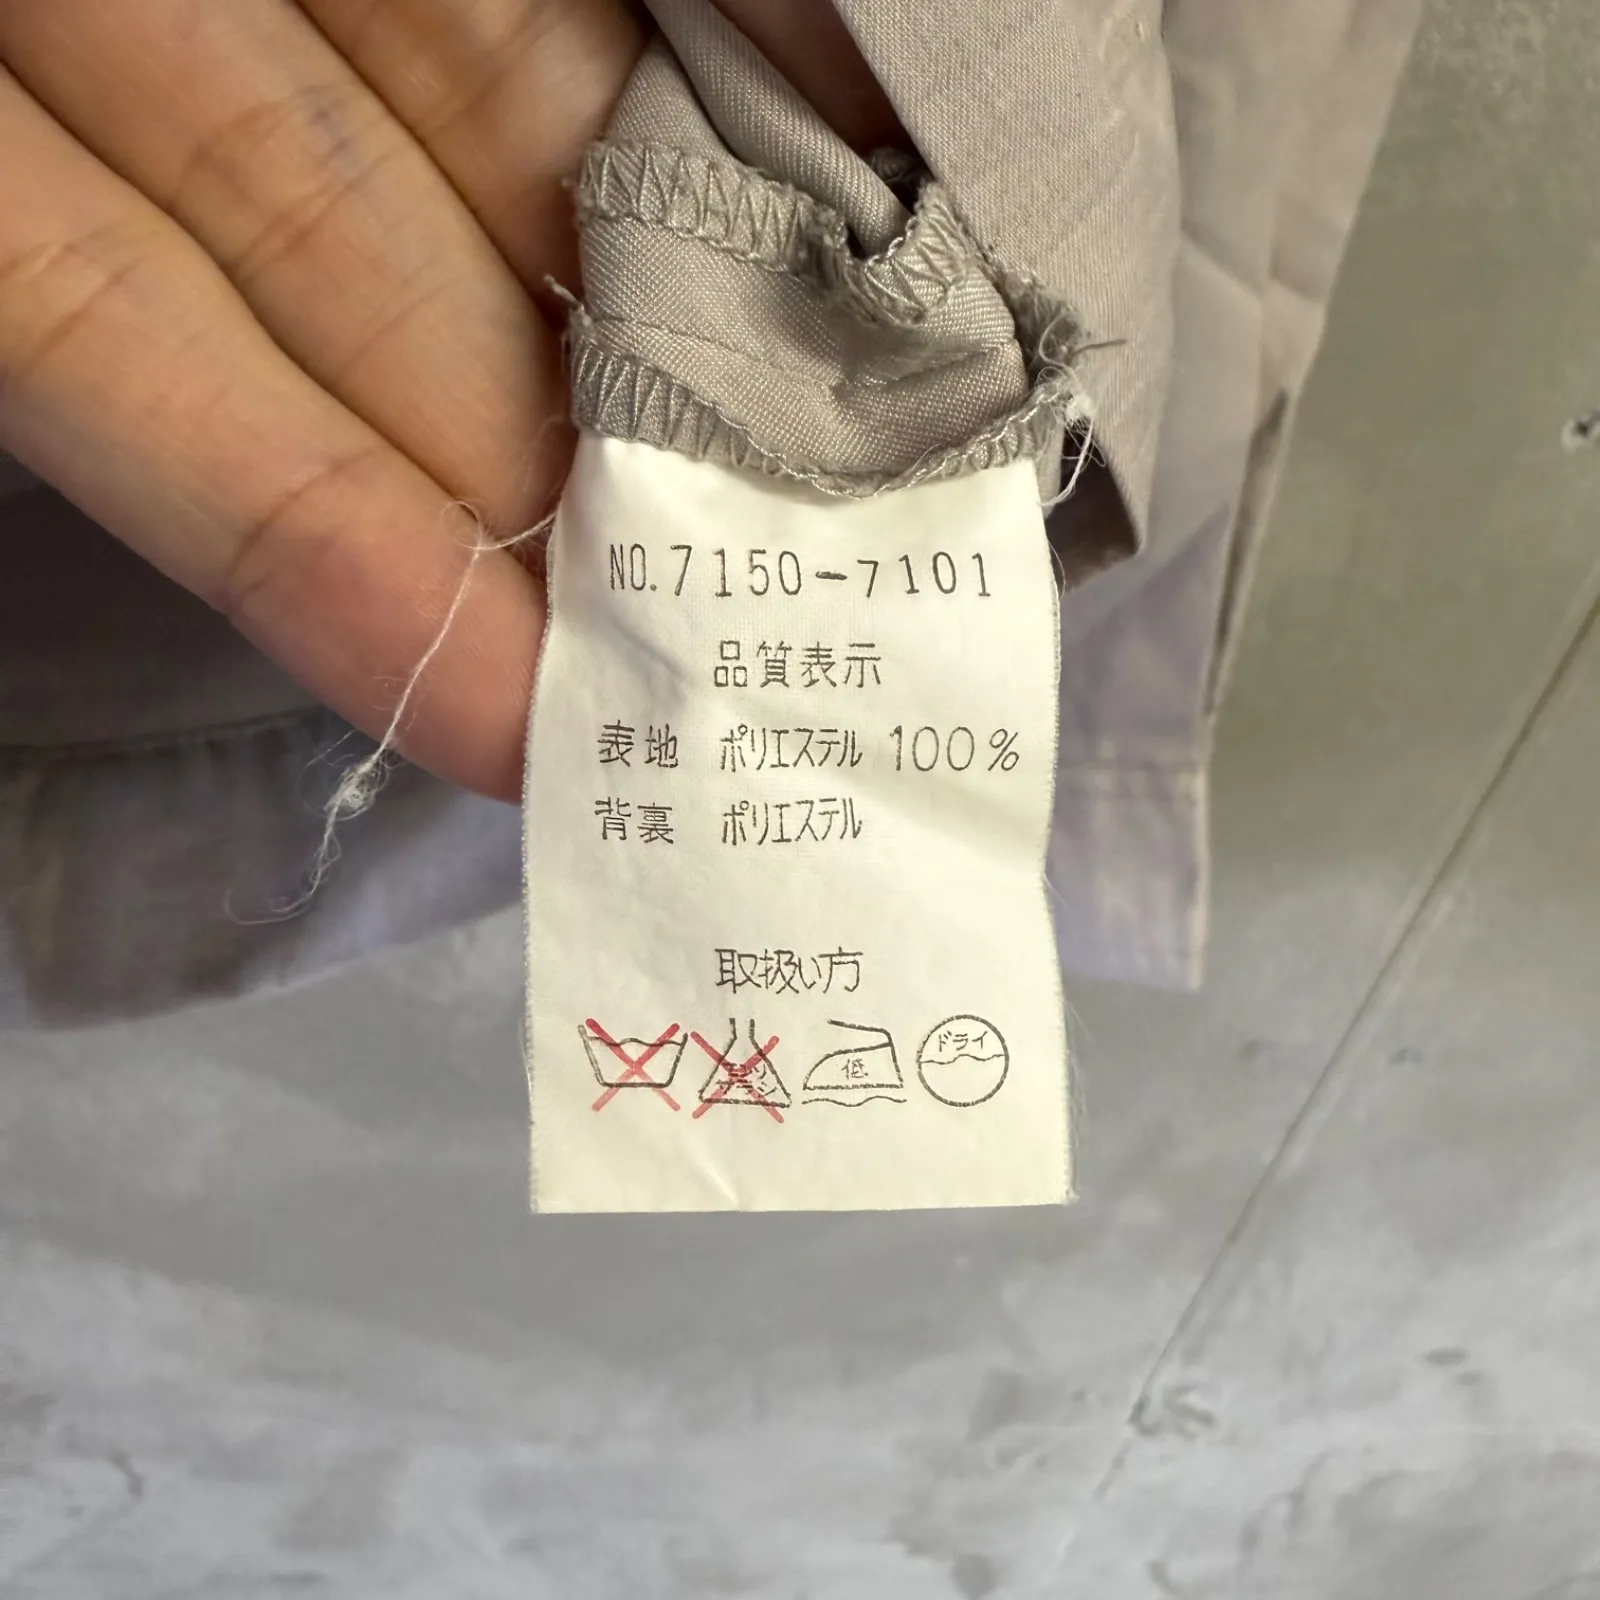 NO.7150-7101
品質表示
表地 ポリエステル 100%
背裏 ポリエステル
取扱い方
低 ドライ